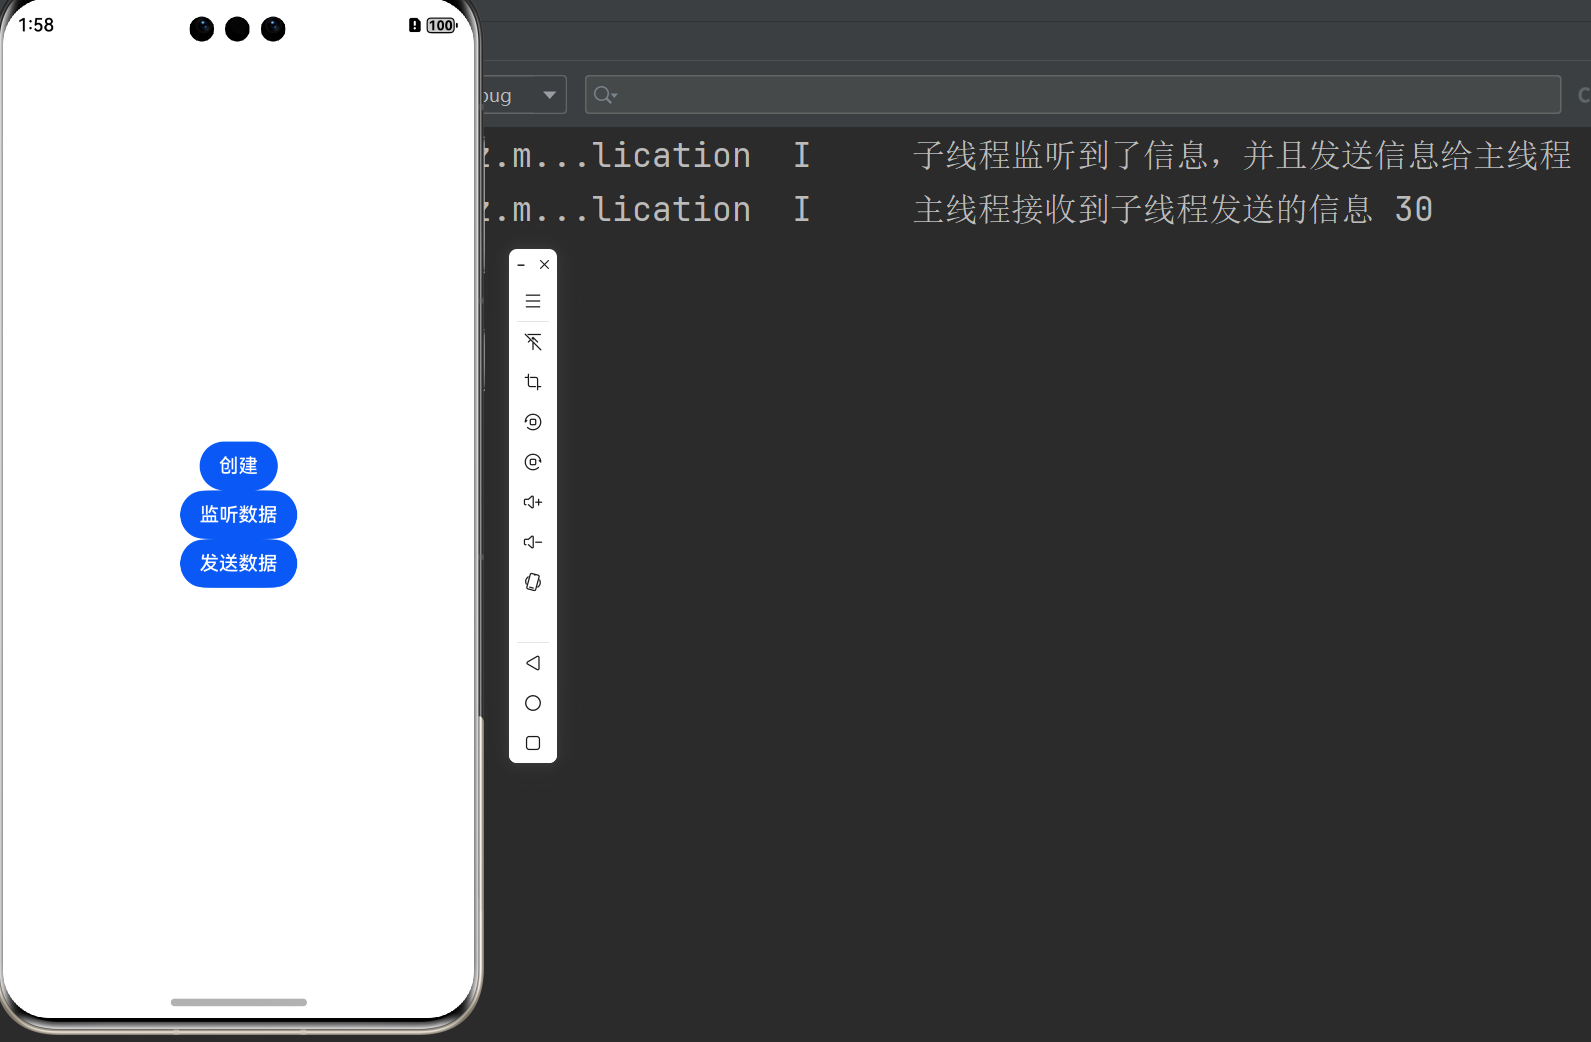 1:58
100
bug
z.m...lication I 子线程监听到了信息，并且发送信息给主线程
z.m...lication I 主线程接收到子线程发送的信息 30
创建
监听数据
发送数据